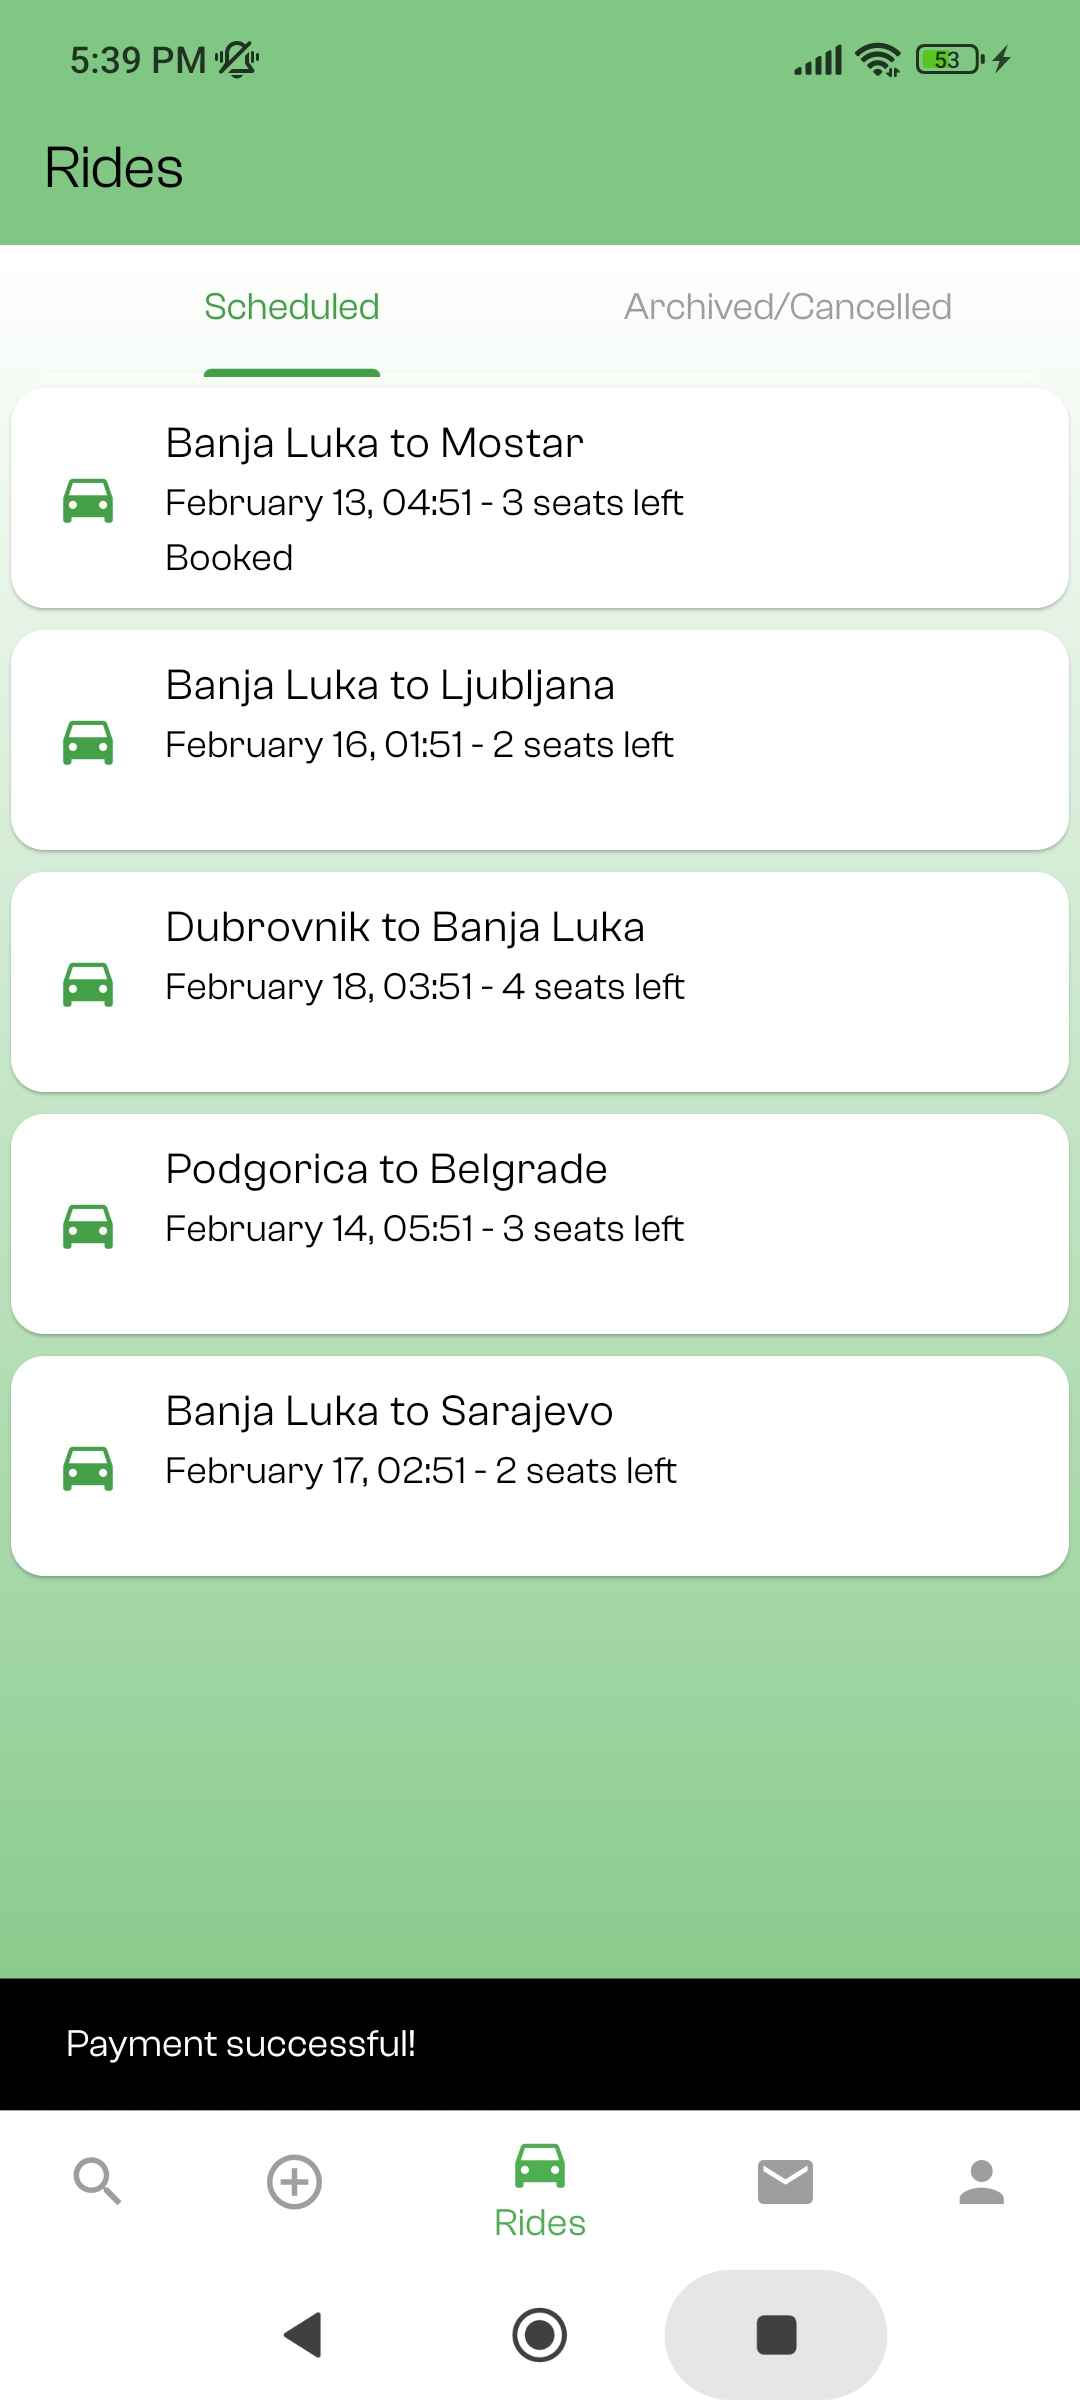 5:39 PM
53
Rides
Scheduled
Archived/Cancelled
Banja Luka to Mostar
February 13, 04:51 - 3 seats left
Booked
Banja Luka to Ljubljana
February 16, 01:51 - 2 seats left
Dubrovnik to Banja Luka
February 18, 03:51 - 4 seats left
Podgorica to Belgrade
February 14, 05:51 - 3 seats left
Banja Luka to Sarajevo
February 17, 02:51 - 2 seats left
Payment successful!
Rides